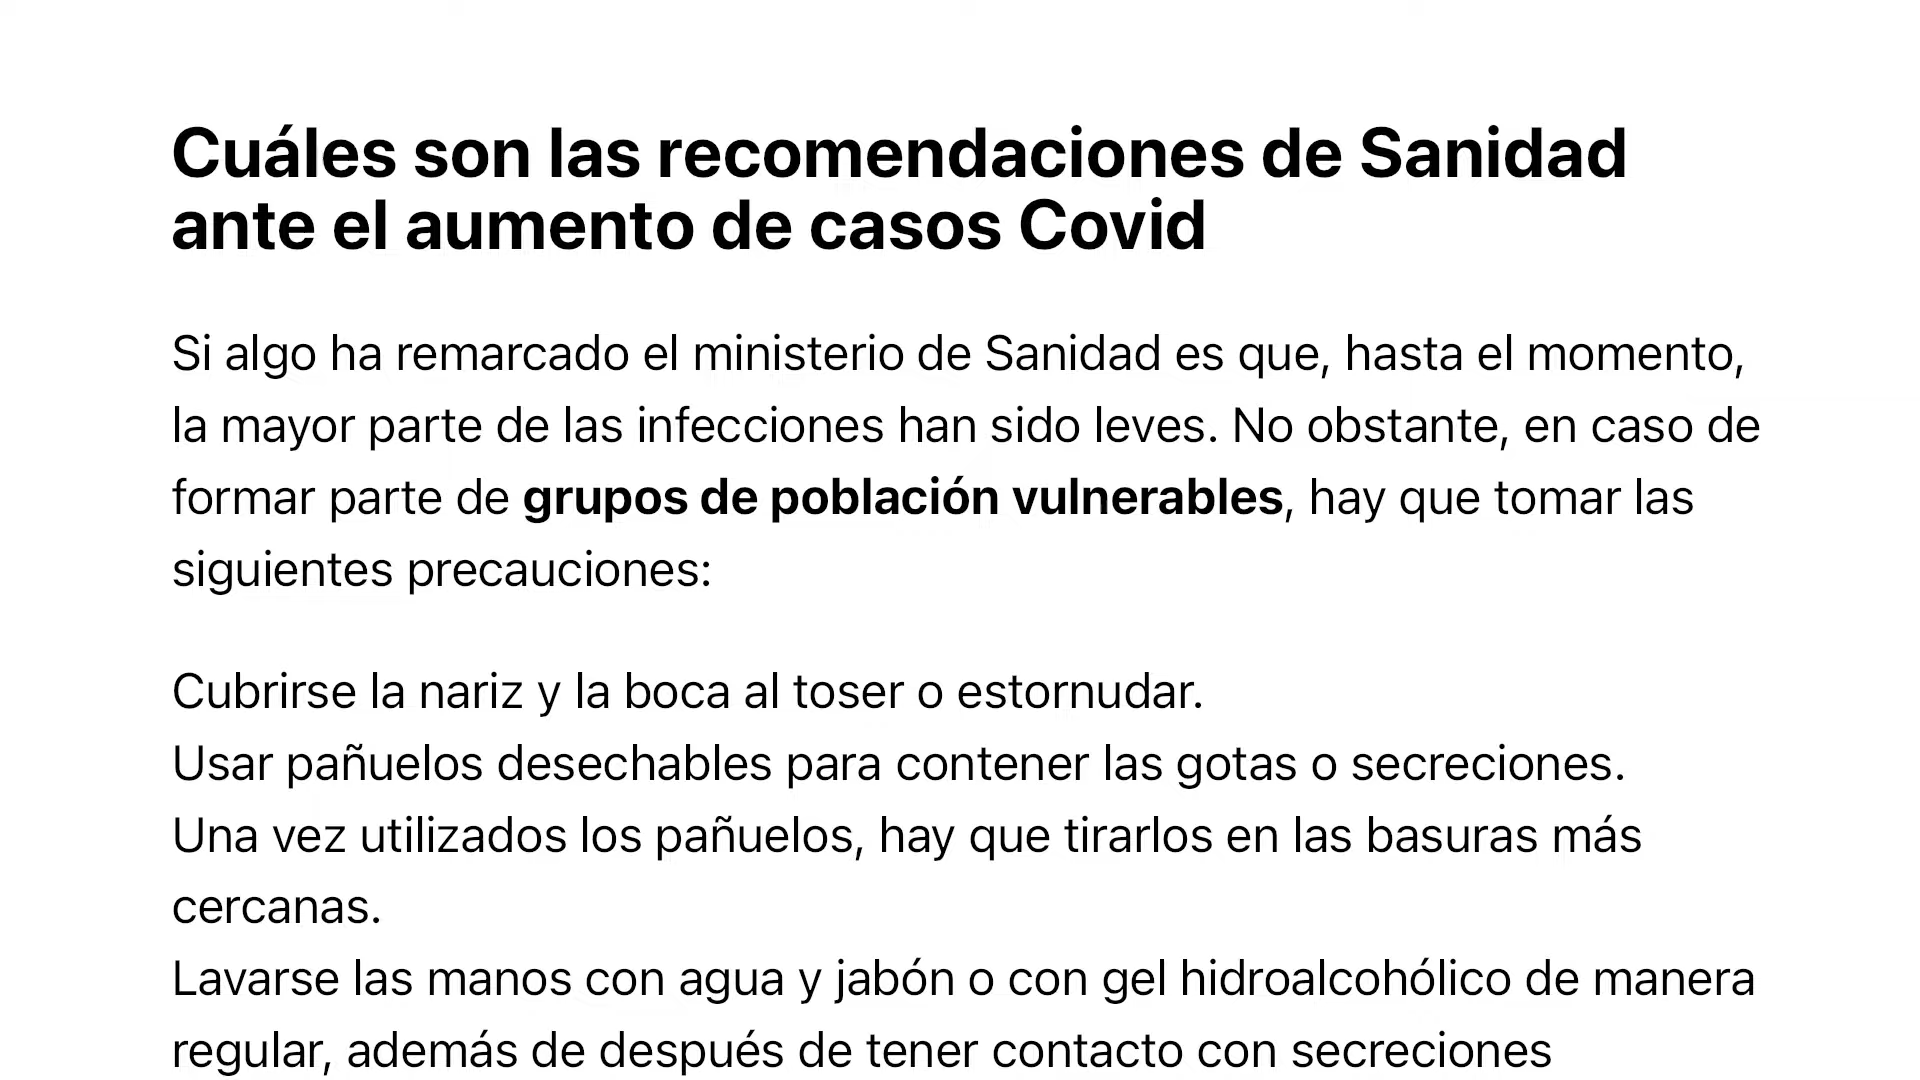 Cuáles son las recomendaciones de Sanidad
ante el aumento de casos Covid
Si algo ha remarcado el ministerio de Sanidad es que, hasta el momento,
la mayor parte de las infecciones han sido leves. No obstante, en caso de
formar parte de grupos de población vulnerables, hay que tomar las
siguientes precauciones:
Cubrirse la nariz y la boca al toser o estornudar.
Usar pañuelos desechables para contener las gotas o secreciones.
Una vez utilizados los pañuelos, hay que tirarlos en las basuras más
cercanas.
Lavarse las manos con agua y jabón o con gel hidroalcohólico de manera
regular, además de después de tener contacto con secreciones